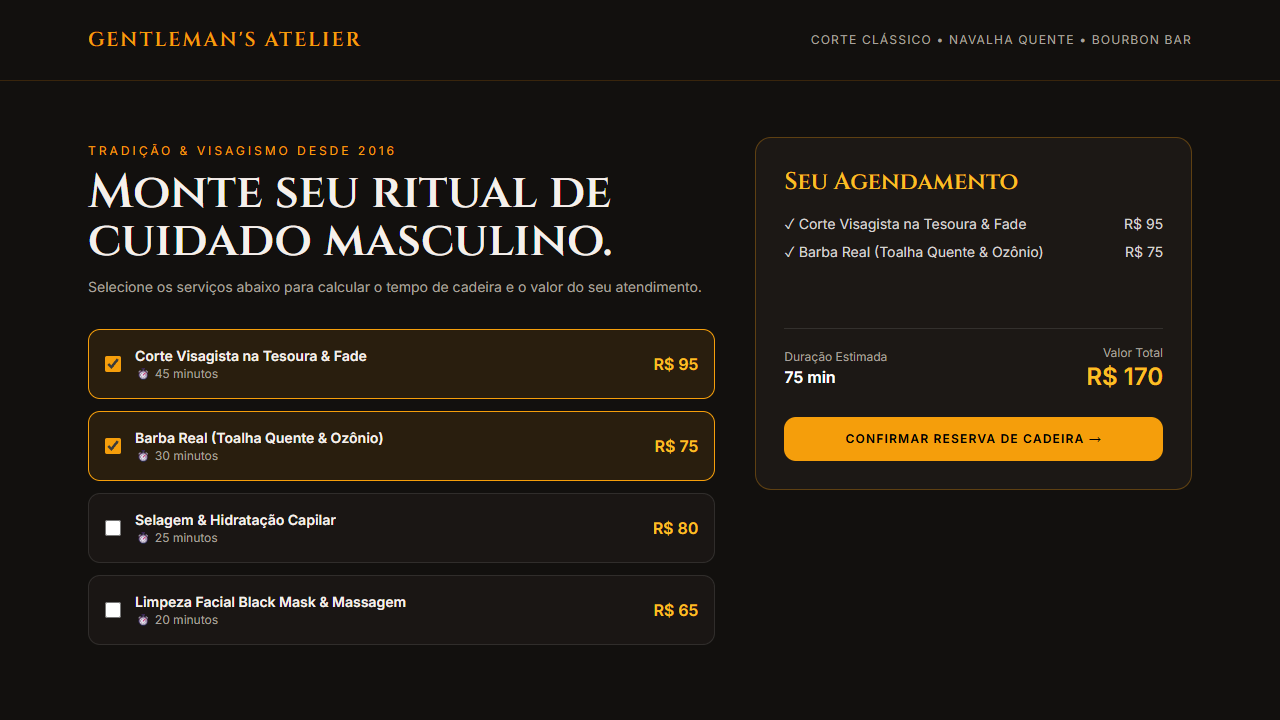 GENTLEMAN'S ATELIER
CORTE CLÁSSICO • NAVALHA QUENTE • BOURBON BAR
TRADIÇÃO & VISAGISMO DESDE 2016
MONTE SEU RITUAL DE
CUIDADO MASCULINO.
Selecione os serviços abaixo para calcular o tempo de cadeira e o valor do seu atendimento.
Corte Visagista na Tesoura & Fade
45 minutos
R$ 95
Barba Real (Toalha Quente & Ozônio)
30 minutos
R$ 75
Selagem & Hidratação Capilar
25 minutos
R$ 80
Limpeza Facial Black Mask & Massagem
20 minutos
R$ 65
SEU AGENDAMENTO
✓ Corte Visagista na Tesoura & Fade R$ 95
✓ Barba Real (Toalha Quente & Ozônio) R$ 75
Duração Estimada
75 min
Valor Total
R$ 170
CONFIRMAR RESERVA DE CADEIRA →